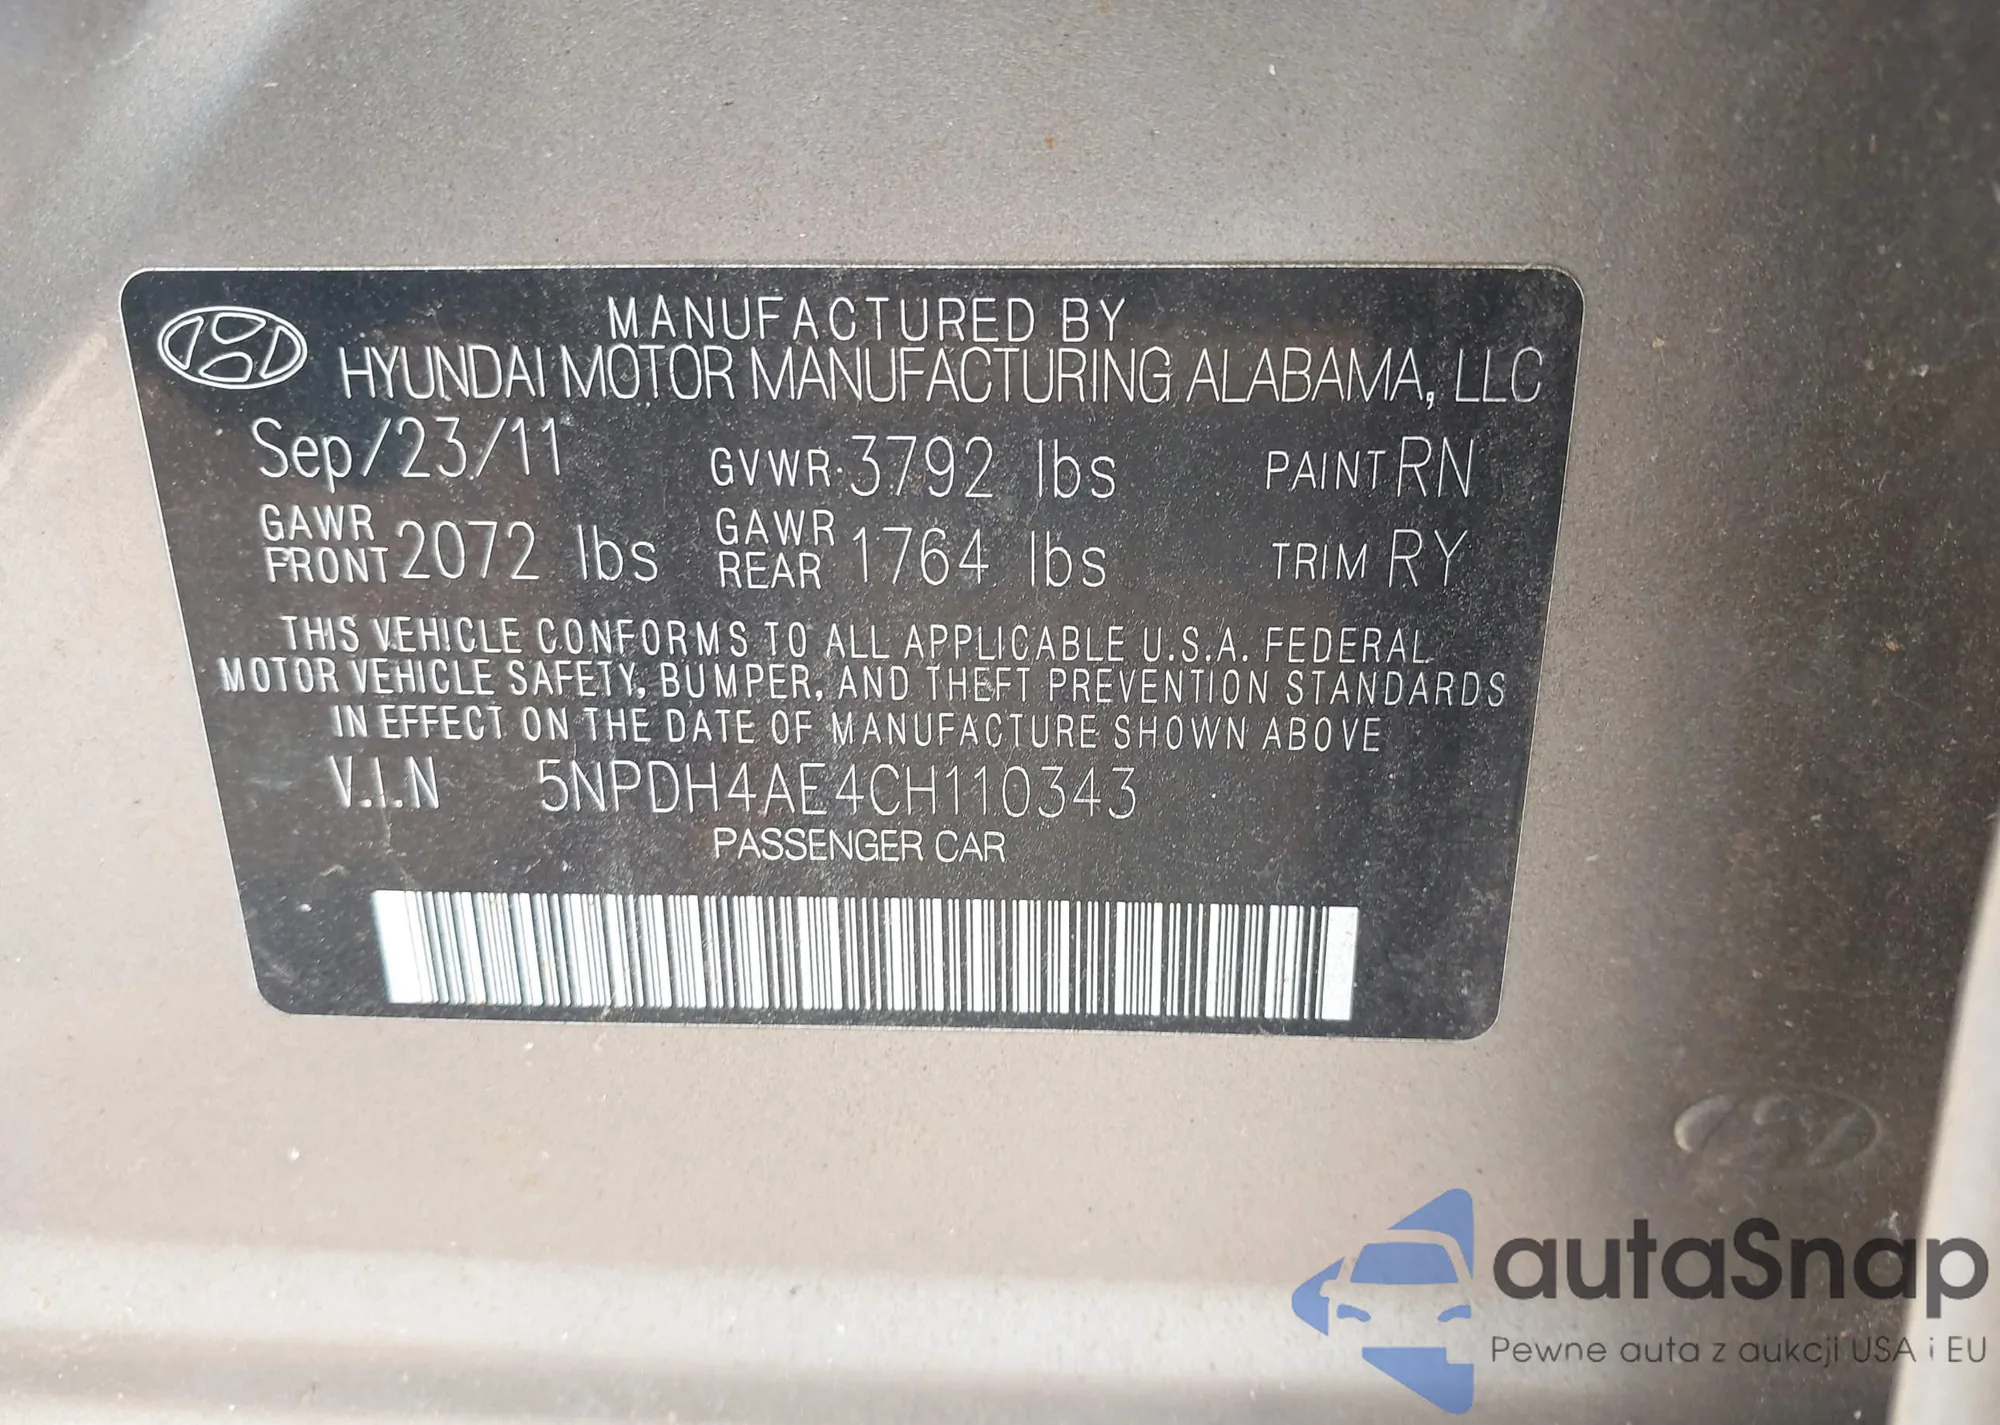 MANUFACTURED BY
HYUNDAI MOTOR MANUFACTURING ALABAMA, LLC
Sep/23/11 GVWR 3792 lbs PAINT RN
GAWR FRONT 2072 lbs GAWR REAR 1764 lbs TRIM RY
THIS VEHICLE CONFORMS TO ALL APPLICABLE U.S.A. FEDERAL
MOTOR VEHICLE SAFETY, BUMPER, AND THEFT PREVENTION STANDARDS
IN EFFECT ON THE DATE OF MANUFACTURE SHOWN ABOVE
V.I.N 5NPDH4AE4CH110343
PASSENGER CAR
autaSnap
Pewne auta z aukcji USA i EU